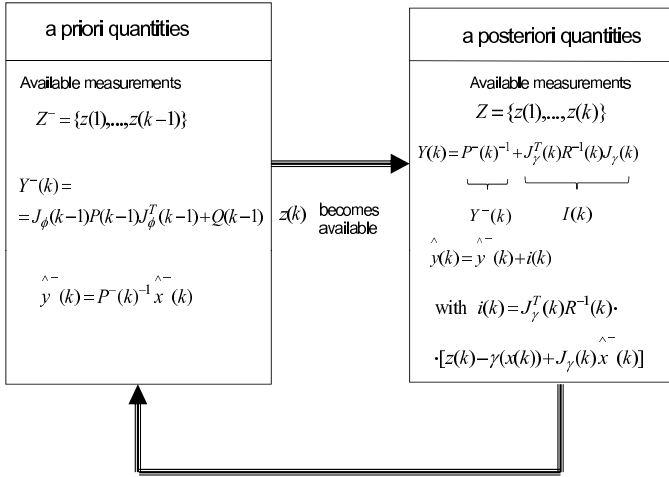 a priori quantities
Available measurements
Z⁻ = {z(1),...,z(k−1)}
Y⁻(k) =
= J_ϕ(k−1)P(k−1)J_ϕ^T(k−1)+Q(k−1)
ŷ⁻(k) = P⁻(k)⁻¹ x̂⁻(k)
z(k) becomes
available
a posteriori quantities
Available measurements
Z = {z(1),...,z(k)}
Y(k) = P⁻(k)⁻¹ + J_γ^T(k)R⁻¹(k)J_γ(k)
Y⁻(k) I(k)
ŷ(k) = ŷ⁻(k) + i(k)
with i(k) = J_γ^T(k)R⁻¹(k)·
·[z(k) − γ(x(k)) + J_γ(k)x̂⁻(k)]